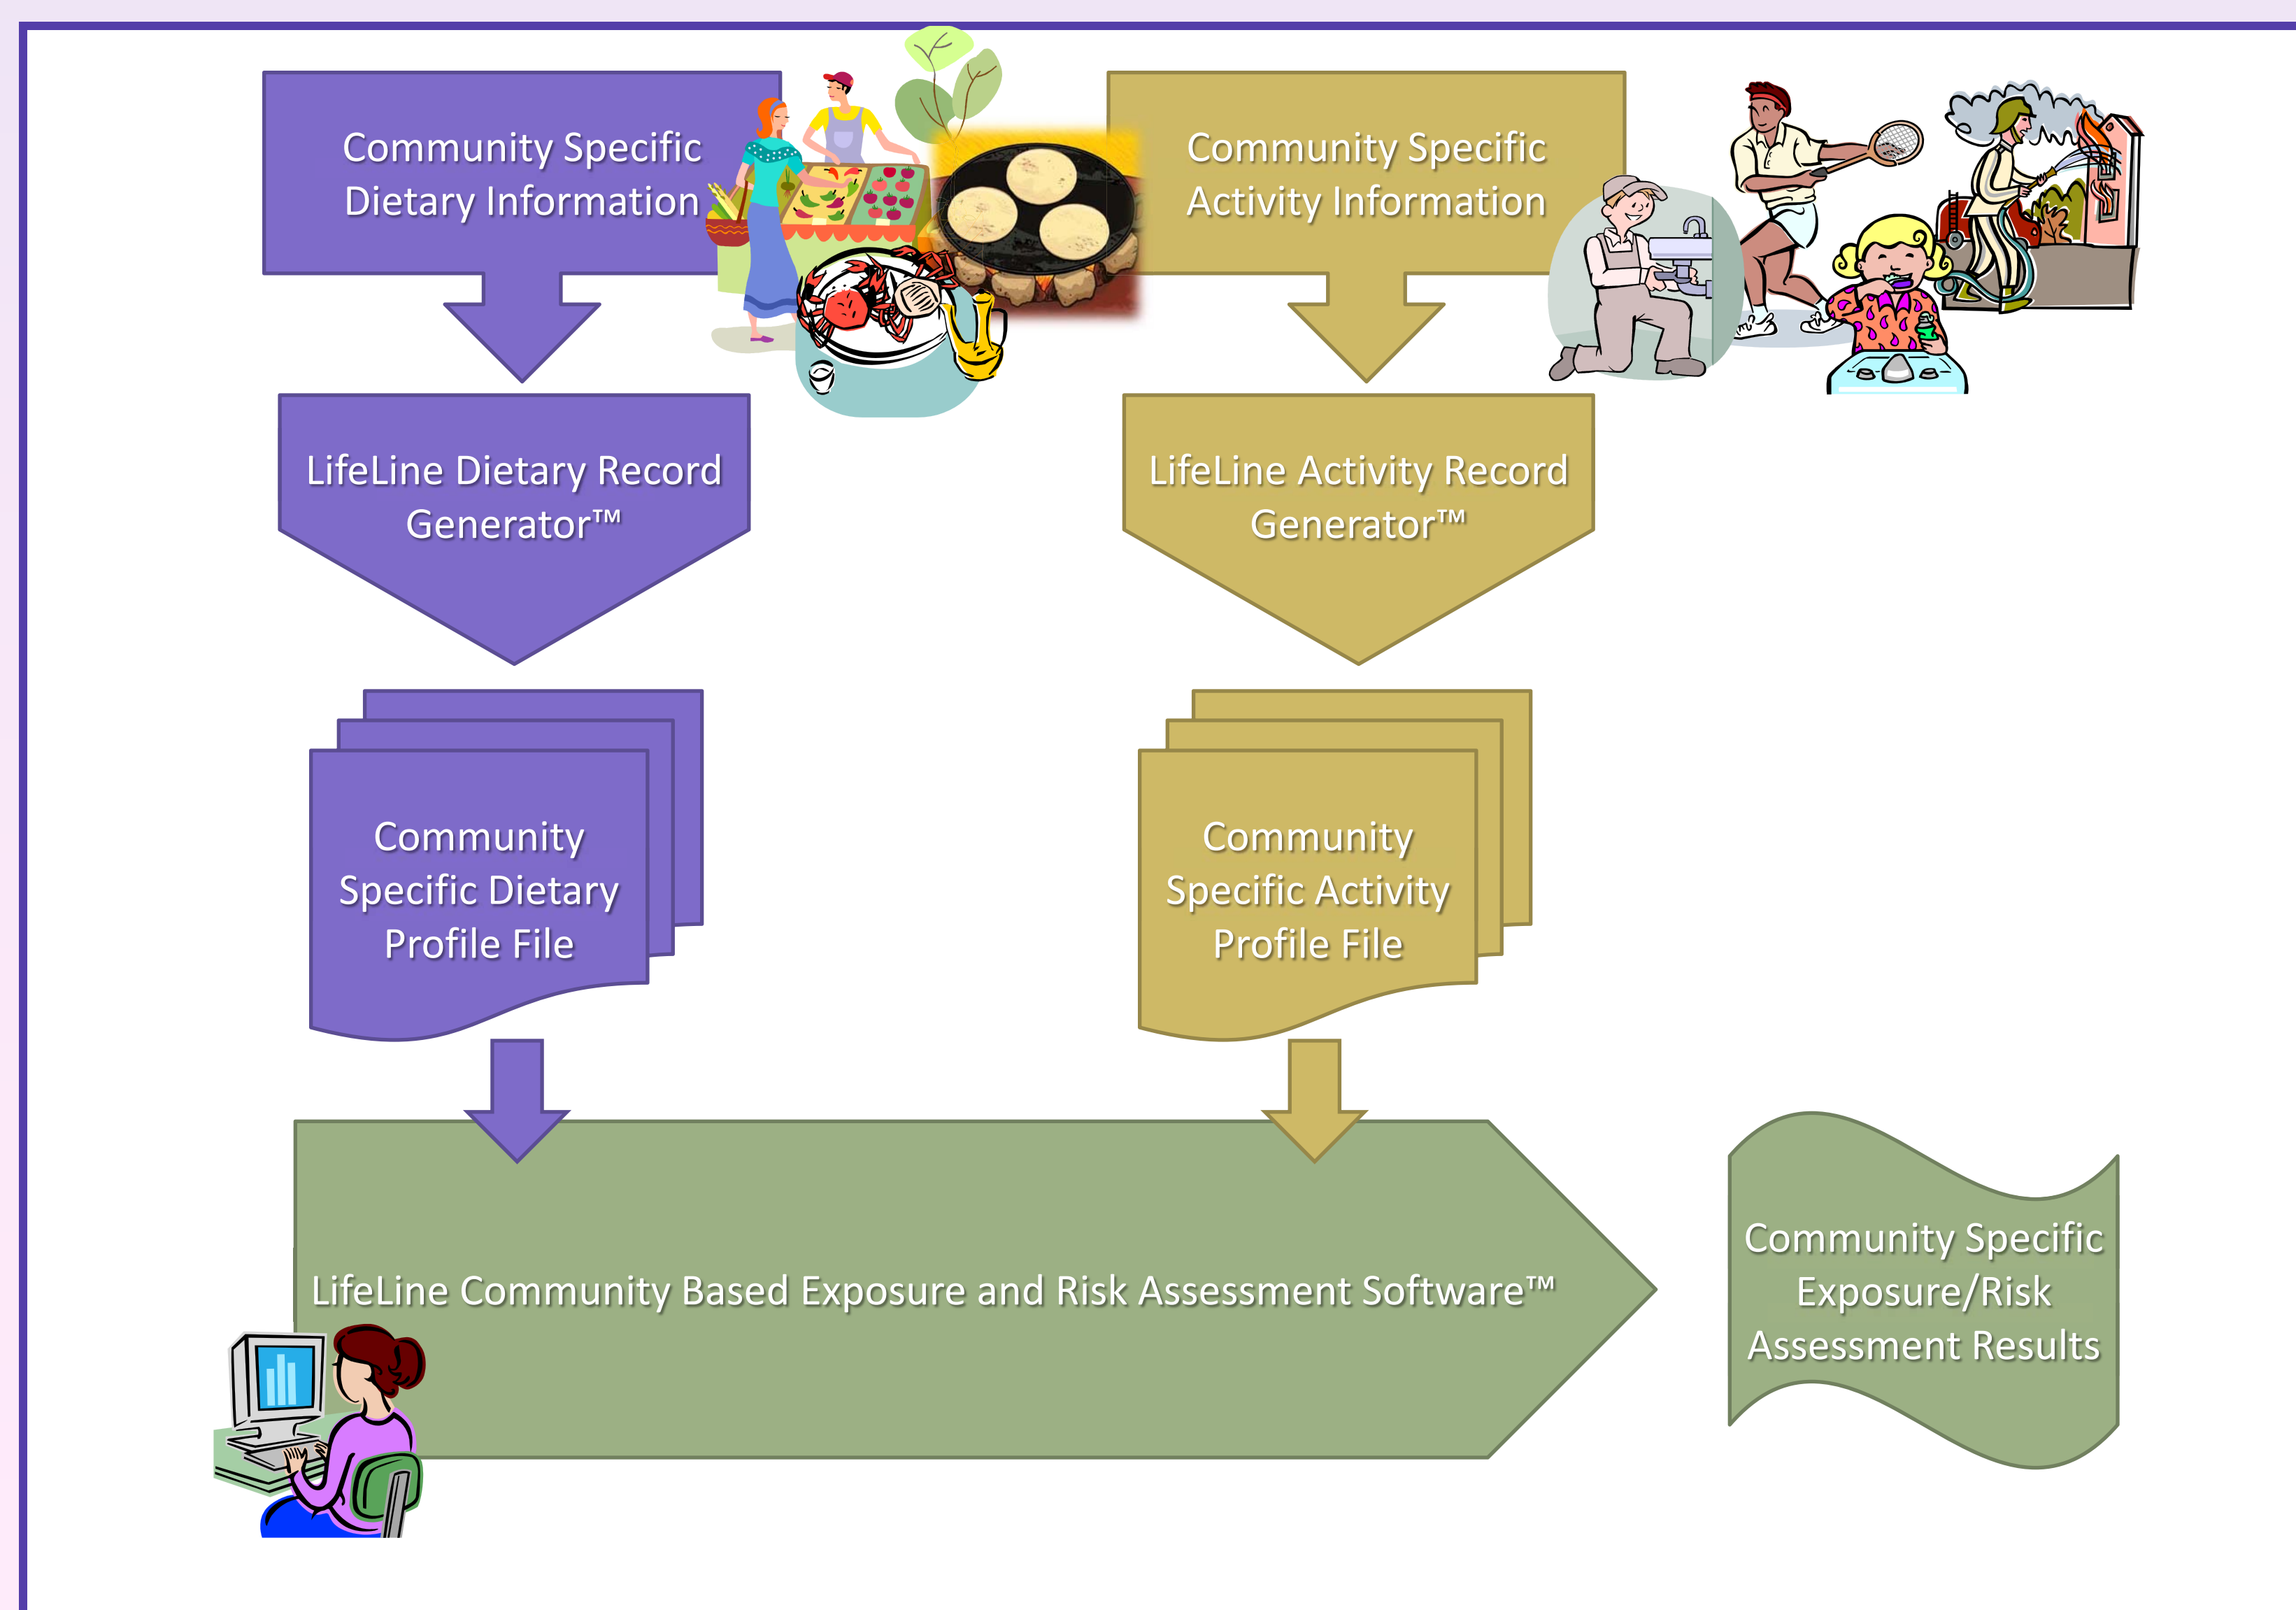 Community Specific
Dietary Information
Community Specific
Activity Information
LifeLine Dietary Record
Generator™
LifeLine Activity Record
Generator™
Community
Specific Dietary
Profile File
Community
Specific Activity
Profile File
LifeLine Community Based Exposure and Risk Assessment Software™
Community Specific
Exposure/Risk
Assessment Results